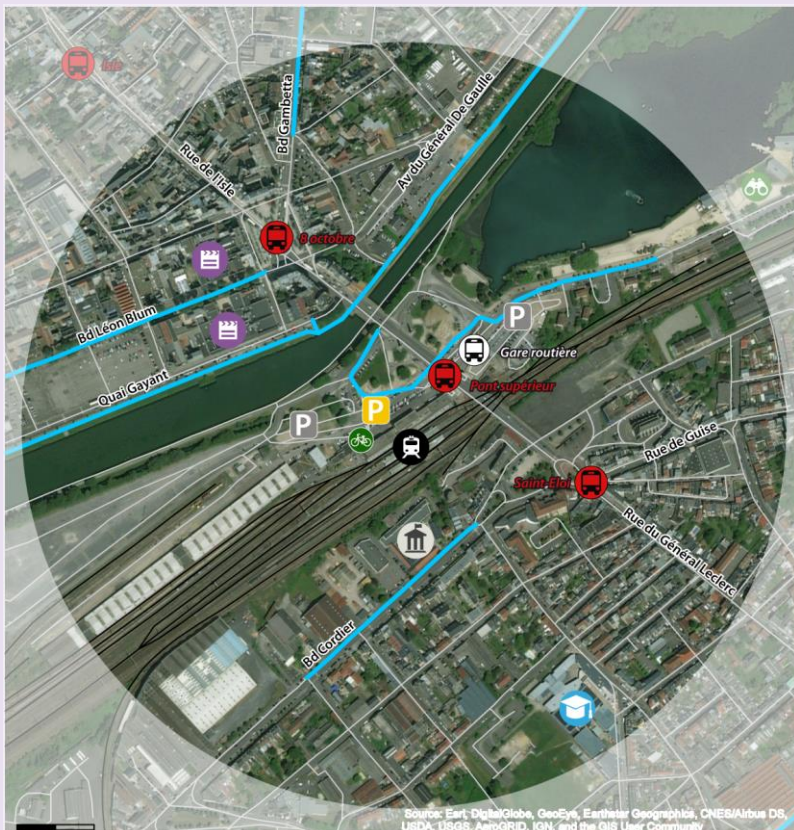 Isle
Bd Gambetta
Av du Général De Gaulle
Rue de l'Isle
8 octobre
Bd Léon Blum
Quai Gayant
P
Gare routière
Pont supérieur
P
P
Rue de Guise
Saint-Eloi
Rue du Général Leclerc
Bd Cordier
Source: Esri, DigitalGlobe, GeoEye, Earthstar Geographics, CNES/Airbus DS,
USDA, USGS, AeroGRID, IGN, and the GIS User Community